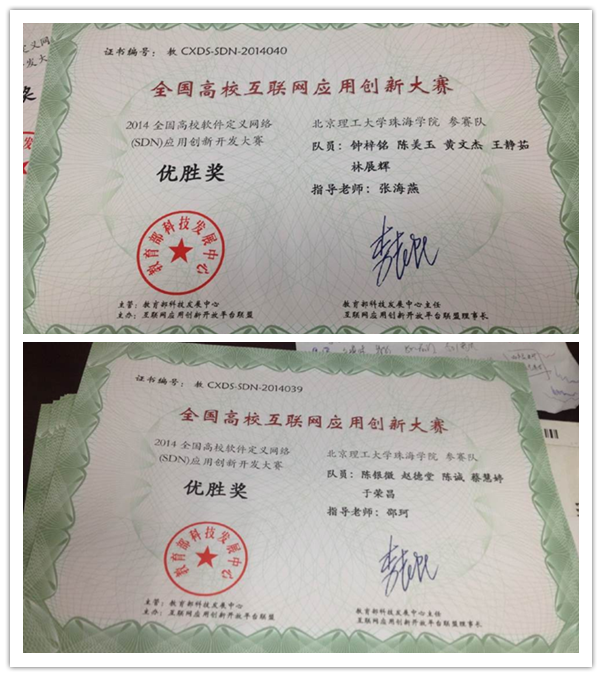 证书编号：教 CXDS-SDN-2014040
全国高校互联网应用创新大赛
2014 全国高校软件定义网络
(SDN)应用创新开发大赛
优胜奖
北京理工大学珠海学院 参赛队
队员：钟梓铭 陈美玉 黄文杰 王静茹
林展辉
指导老师：张海燕
教育部科技发展中心
主管：教育部科技发展中心
主办：互联网应用创新开放平台联盟
教育部科技发展中心主任
互联网应用创新开放平台联盟理事长
证书编号：教 CXDS-SDN-2014039
全国高校互联网应用创新大赛
2014 全国高校软件定义网络
(SDN)应用创新开发大赛
优胜奖
北京理工大学珠海学院 参赛队
队员：陈银微 赵德堂 陈诚 蔡慧婷
于荣昌
指导老师：邵珂
教育部科技发展中心
主管：教育部科技发展中心
主办：互联网应用创新开放平台联盟
教育部科技发展中心主任
互联网应用创新开放平台联盟理事长